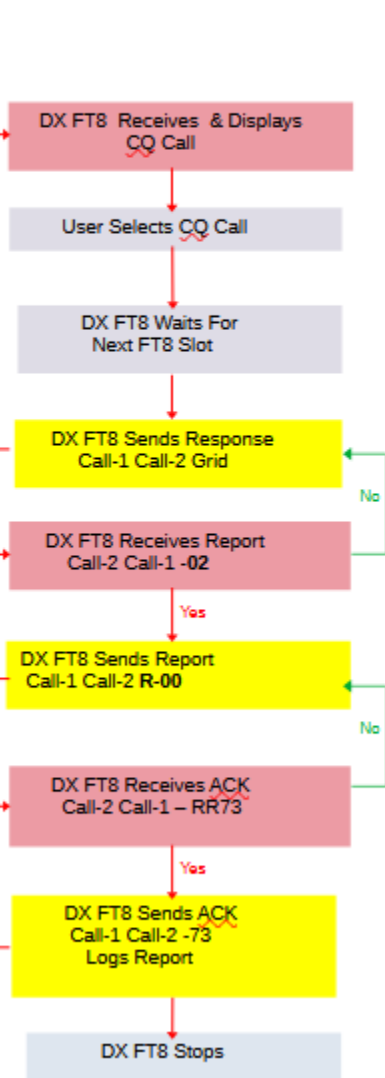 DX FT8 Receives & Displays
CQ Call
User Selects CQ Call
DX FT8 Waits For
Next FT8 Slot
DX FT8 Sends Response
Call-1 Call-2 Grid
No
DX FT8 Receives Report
Call-2 Call-1 -02
Yes
DX FT8 Sends Report
Call-1 Call-2 R-00
No
DX FT8 Receives ACK
Call-2 Call-1 – RR73
Yes
DX FT8 Sends ACK
Call-1 Call-2 -73
Logs Report
DX FT8 Stops